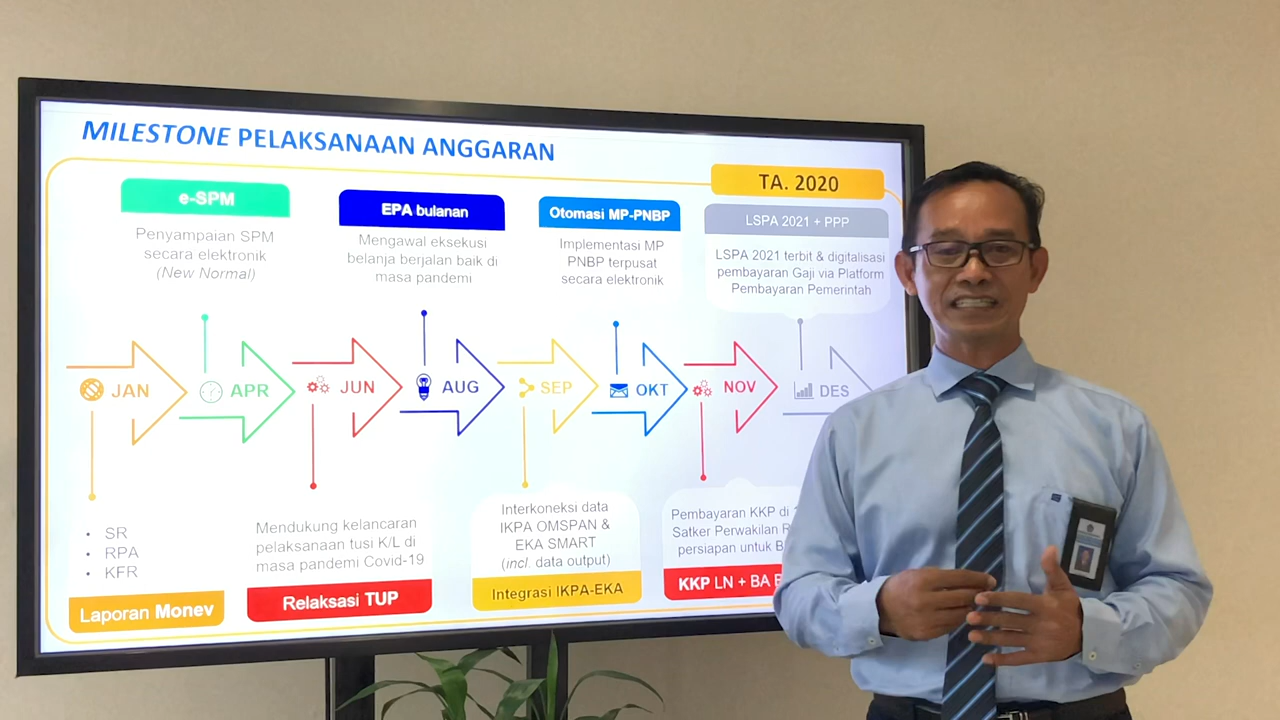 MILESTONE PELAKSANAAN ANGGARAN
TA. 2020
e-SPM
Penyampaian SPM
secara elektronik
(New Normal)
EPA bulanan
Mengawal eksekusi
belanja berjalan baik di
masa pandemi
Otomasi MP-PNBP
Implementasi MP
PNBP terpusat
secara elektronik
LSPA 2021 + PPP
LSPA 2021 terbit & digitalisasi
pembayaran Gaji via Platform
Pembayaran Pemerintah
JAN
APR
JUN
AUG
SEP
OKT
NOV
DES
• SR
• RPA
• KFR
Laporan Monev
Mendukung kelancaran
pelaksanaan tusi K/L di
masa pandemi Covid-19
Relaksasi TUP
Interkoneksi data
IKPA OMSPAN &
EKA SMART
(incl. data output)
Integrasi IKPA-EKA
Pembayaran KKP di
Satker Perwakilan
persiapan untuk
KKP LN + BA